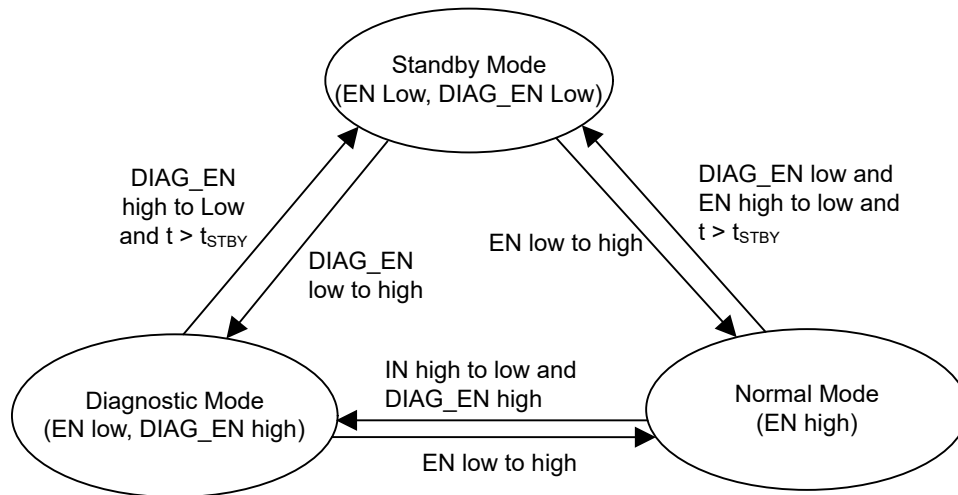 Standby Mode
(EN Low, DIAG_EN Low)
DIAG_EN
high to Low
and t > tSTBY
DIAG_EN
low to high
EN low to high
DIAG_EN low and
EN high to low and
t > tSTBY
Diagnostic Mode
(EN low, DIAG_EN high)
IN high to low and
DIAG_EN high
EN low to high
Normal Mode
(EN high)